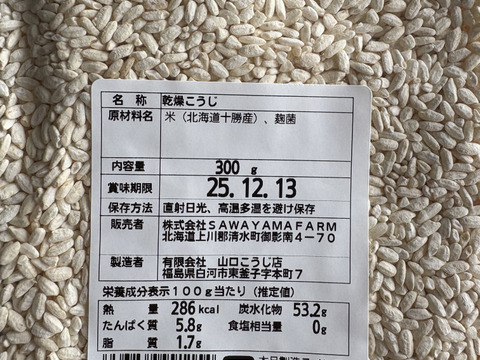 名称 乾燥こうじ
原材料名 米(北海道十勝産)、麹菌
内容量 300 g
賞味期限 25.12.13
保存方法 直射日光、高温多湿を避け保存
販売者 株式会社SAWAYAMAFARM
北海道上川郡清水町御影南4-70
製造者 有限会社 山口こうじ店
福島県白河市東釜子字本町7
栄養成分表示100g当たり(推定値)
熱量 286kcal 炭水化物 53.2g
たんぱく質 5.8g 食塩相当量 0g
脂質 1.7g